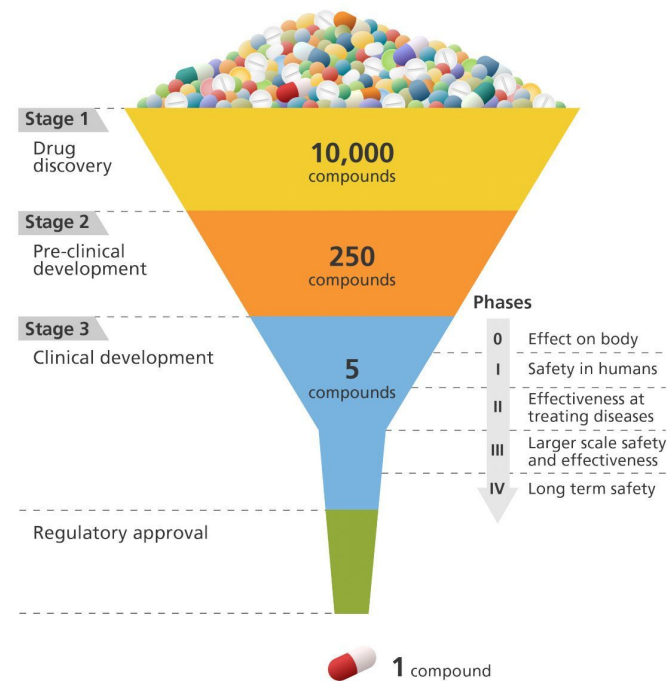 Stage 1
Drug
discovery
10,000
compounds
Stage 2
Pre-clinical
development
250
compounds
Stage 3
Clinical development
5
compounds
Phases
0 Effect on body
I Safety in humans
II Effectiveness at
treating diseases
III Larger scale safety
and effectiveness
IV Long term safety
Regulatory approval
1 compound